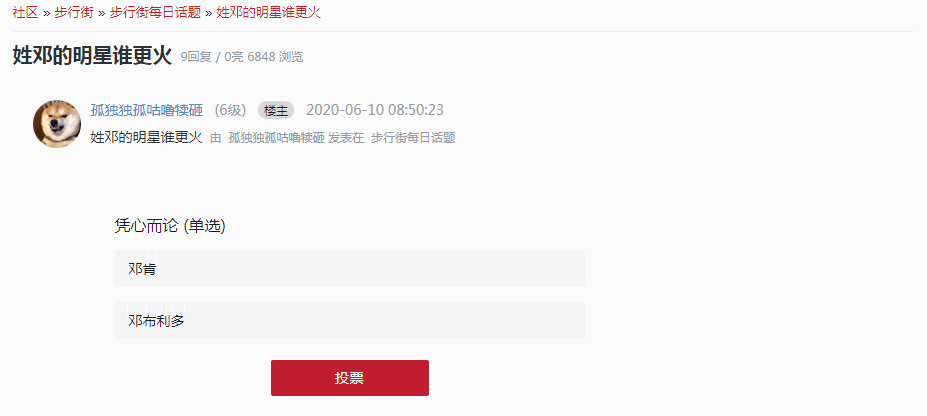 社区 » 步行街 » 步行街每日话题 » 姓邓的明星谁更火
姓邓的明星谁更火 9回复 / 0亮 6848 浏览
孤独独孤咕噜犊砸 (6级) 楼主 2020-06-10 08:50:23
姓邓的明星谁更火 由 孤独独孤咕噜犊砸 发表在 步行街每日话题
凭心而论 (单选)
邓肯
邓布利多
投票